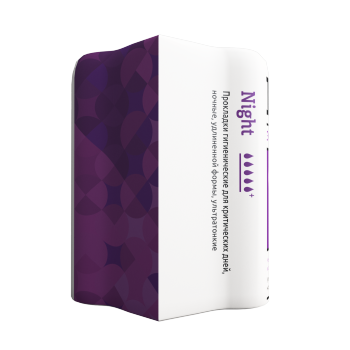 Night
+
Прокладки гигиенические для критических дней,
ночные, удлиненной формы, ультратонкие